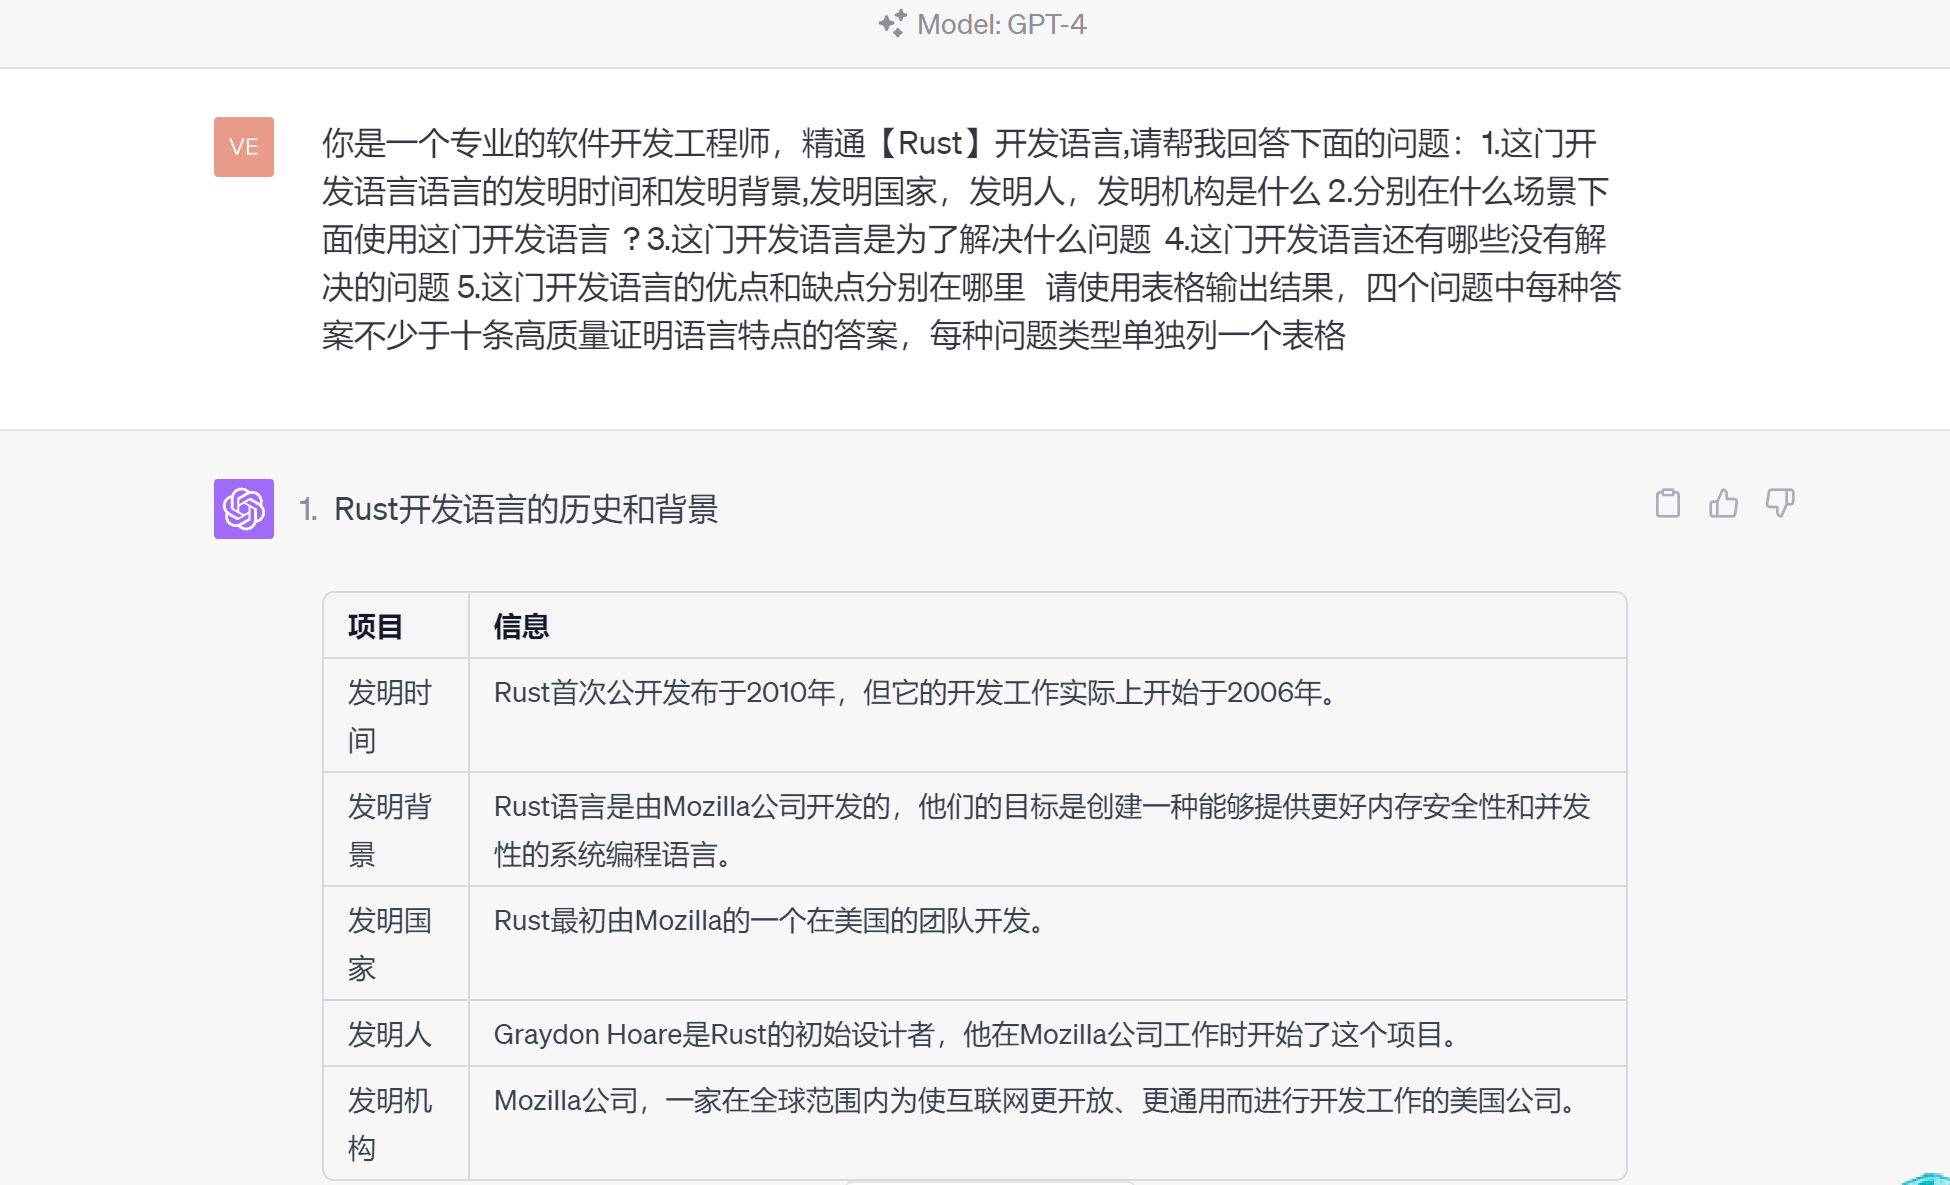 Model: GPT-4
VE
你是一个专业的软件开发工程师，精通【Rust】开发语言,请帮我回答下面的问题：1.这门开
发语言语言的发明时间和发明背景,发明国家，发明人，发明机构是什么 2.分别在什么场景下
面使用这门开发语言 ？3.这门开发语言是为了解决什么问题 4.这门开发语言还有哪些没有解
决的问题 5.这门开发语言的优点和缺点分别在哪里 请使用表格输出结果，四个问题中每种答
案不少于十条高质量证明语言特点的答案，每种问题类型单独列一个表格
1. Rust开发语言的历史和背景
项目 信息
发明时 Rust首次公开发布于2010年，但它的开发工作实际上开始于2006年。
间
发明背 Rust语言是由Mozilla公司开发的，他们的目标是创建一种能够提供更好内存安全性和并发
景 性的系统编程语言。
发明国 Rust最初由Mozilla的一个在美国的团队开发。
家
发明人 Graydon Hoare是Rust的初始设计者，他在Mozilla公司工作时开始了这个项目。
发明机 Mozilla公司，一家在全球范围内为使互联网更开放、更通用而进行开发工作的美国公司。
构